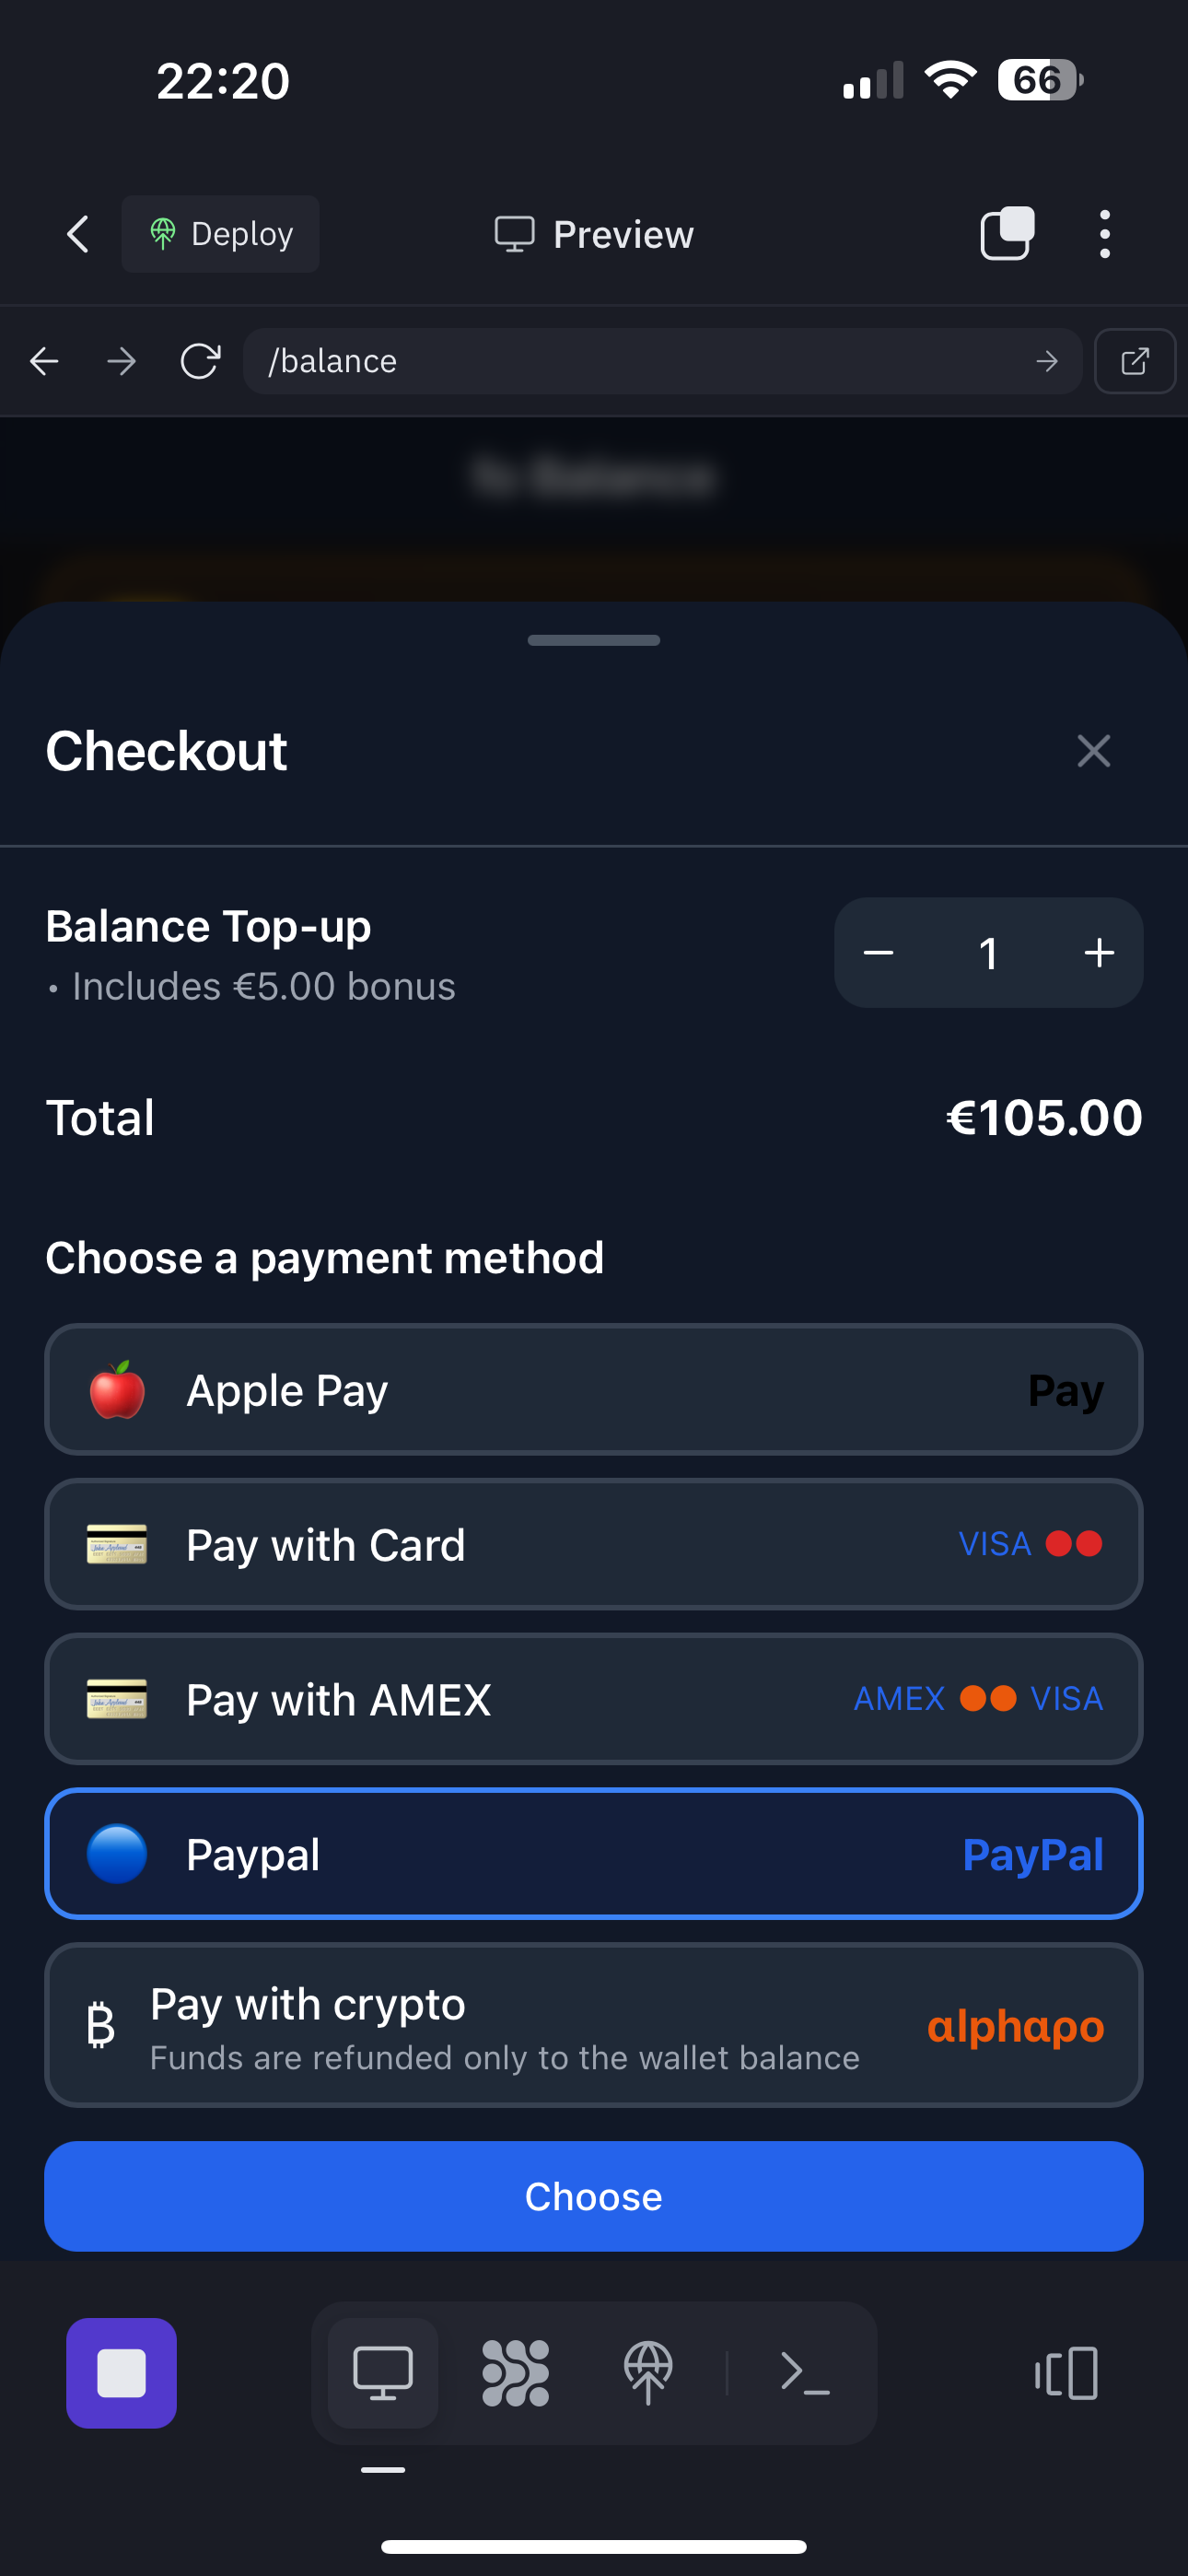 22:20
66
Deploy
Preview
/balance
Balance
Checkout
Balance Top-up
1
• Includes €5.00 bonus
Total
€105.00
Choose a payment method
Apple Pay
Pay
Pay with Card
VISA
Pay with AMEX
AMEX
VISA
Paypal
PayPal
Pay with crypto
Funds are refunded only to the wallet balance
alphapo
Choose